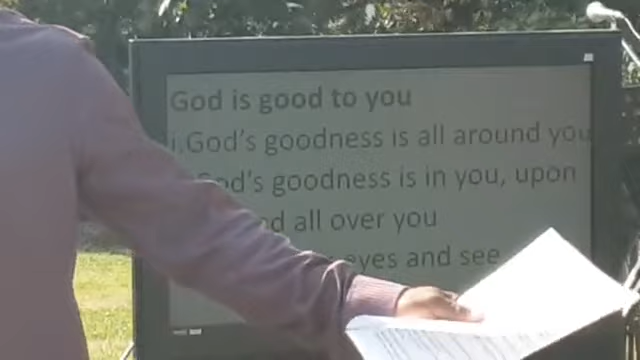 God is good to you
i.God's goodness is all around you
God's goodness is in you, upon
all over you
eyes and see